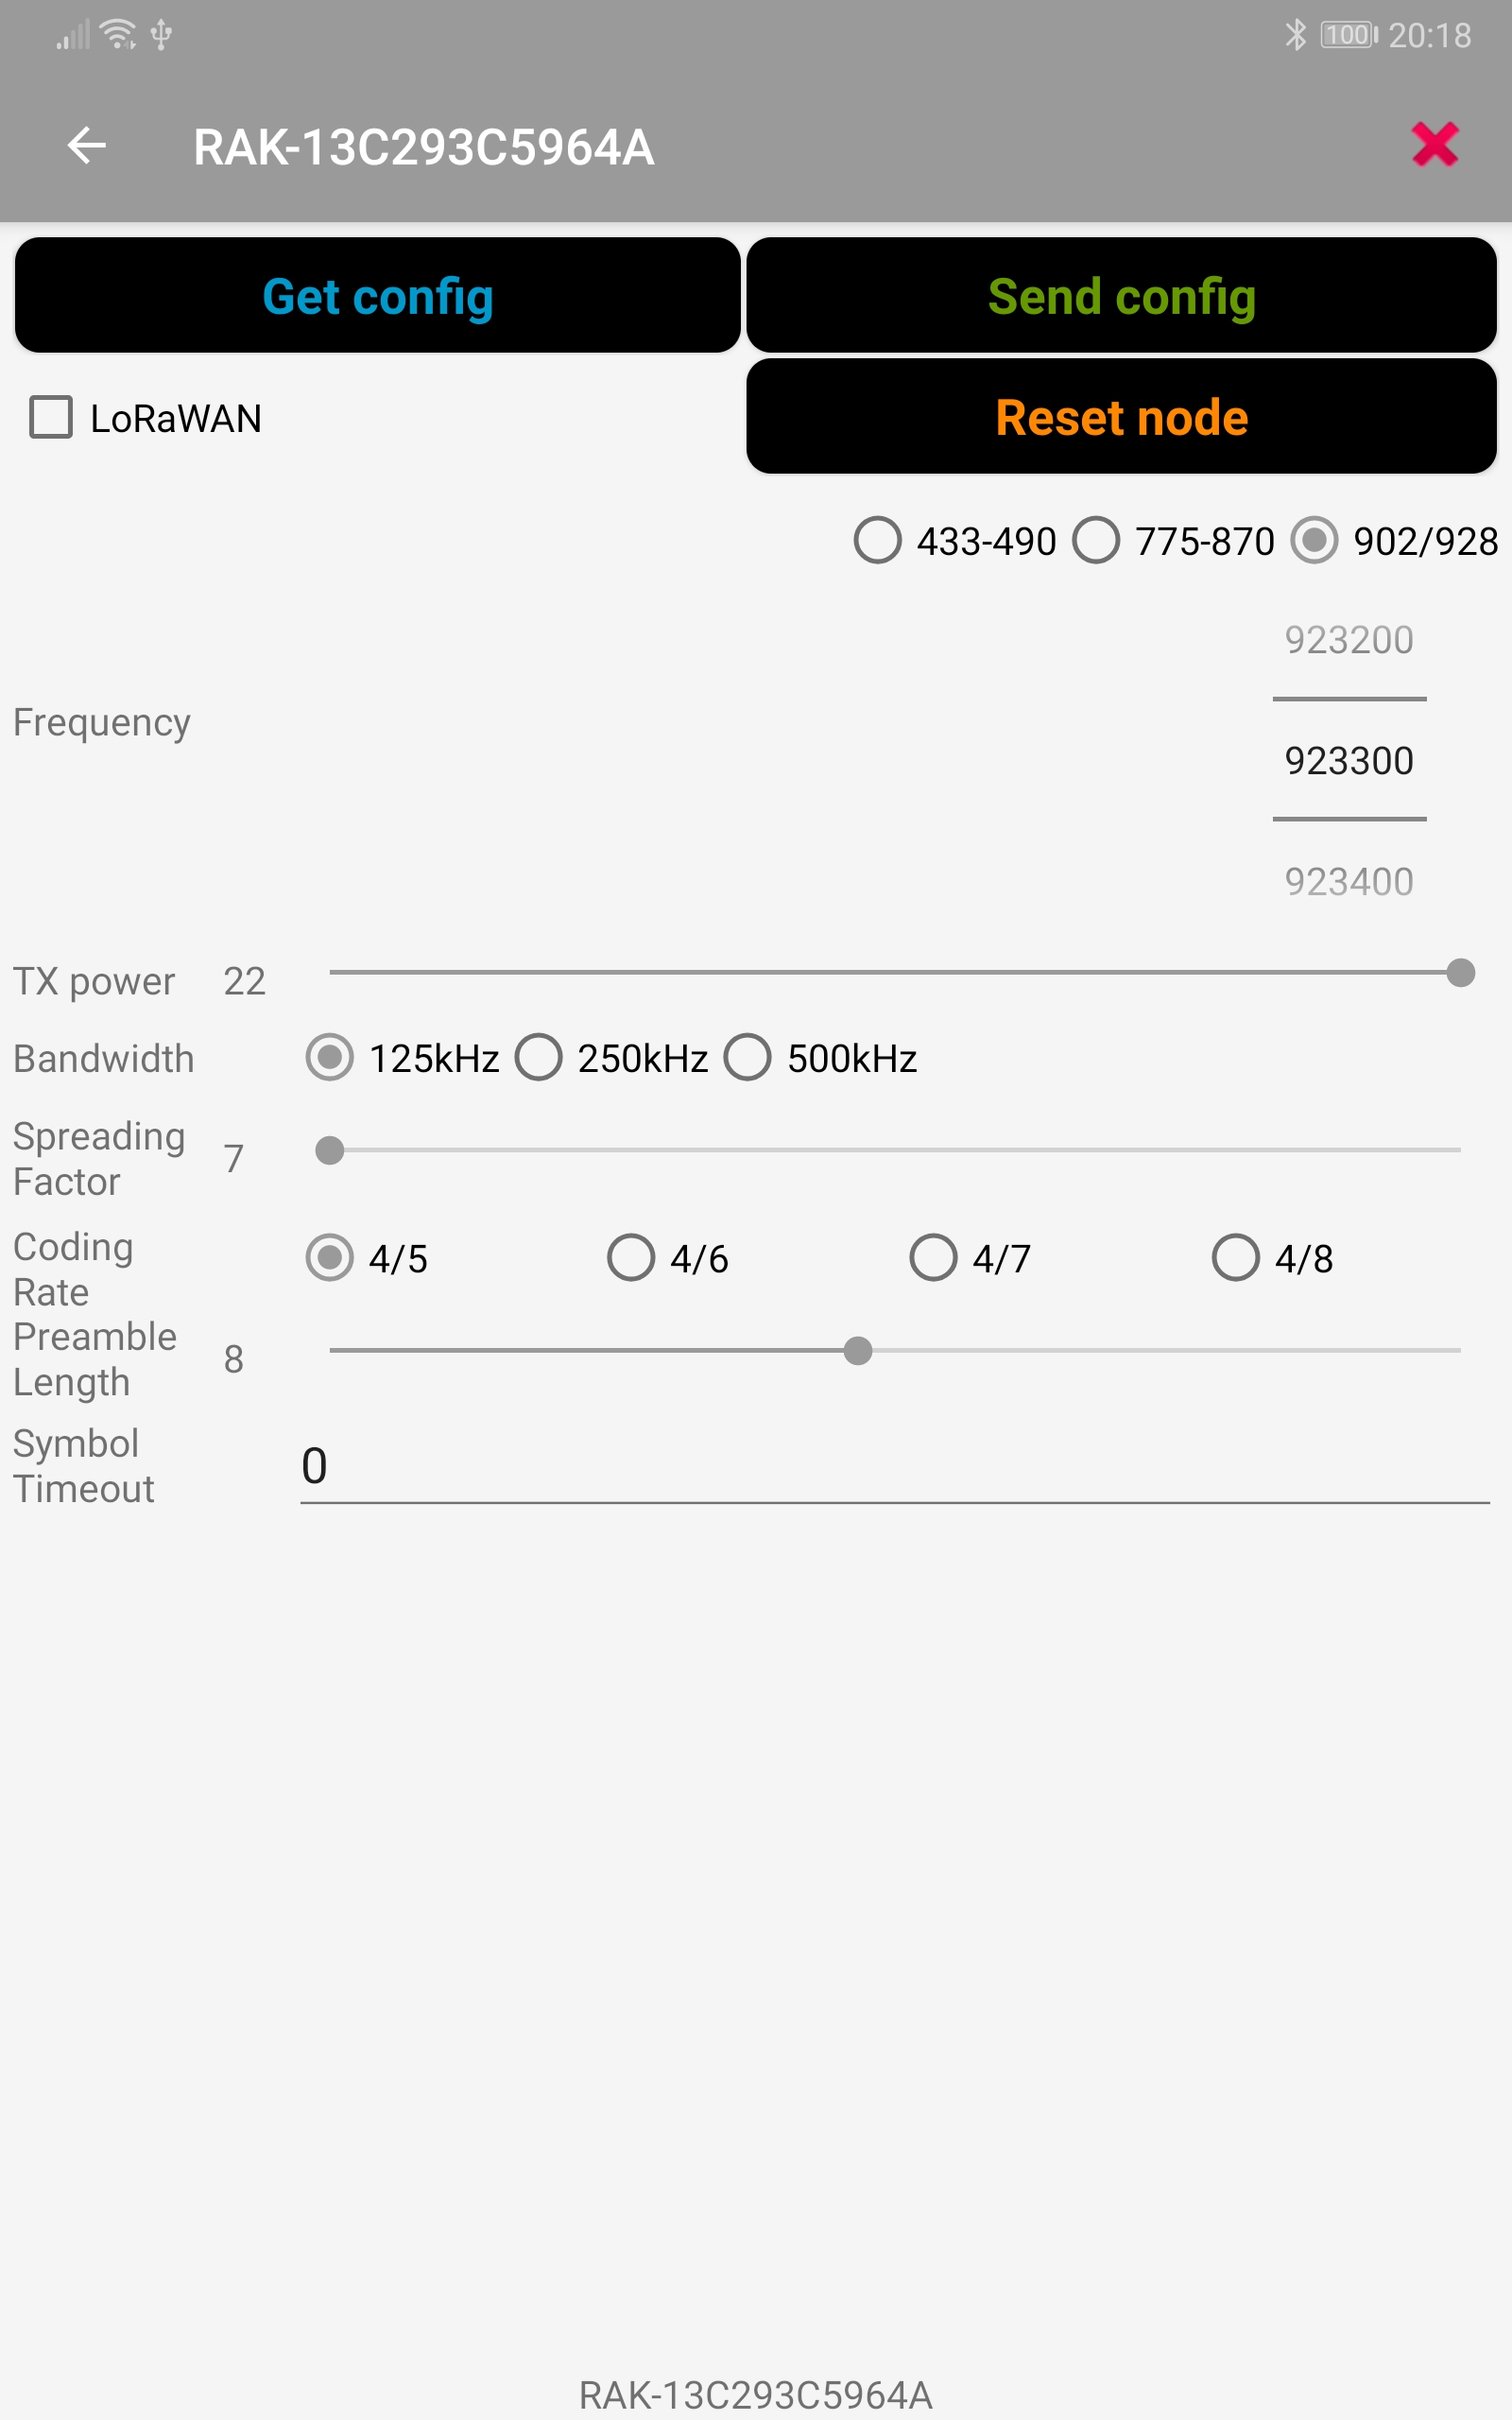 100 20:18
RAK-13C293C5964A
Get config Send config
LoRaWAN Reset node
433-490 775-870 902/928
923200
Frequency
923300
923400
TX power 22
Bandwidth 125kHz 250kHz 500kHz
Spreading
Factor
7
Coding
Rate
4/5 4/6 4/7 4/8
Preamble
Length
8
Symbol
Timeout
0
RAK-13C293C5964A